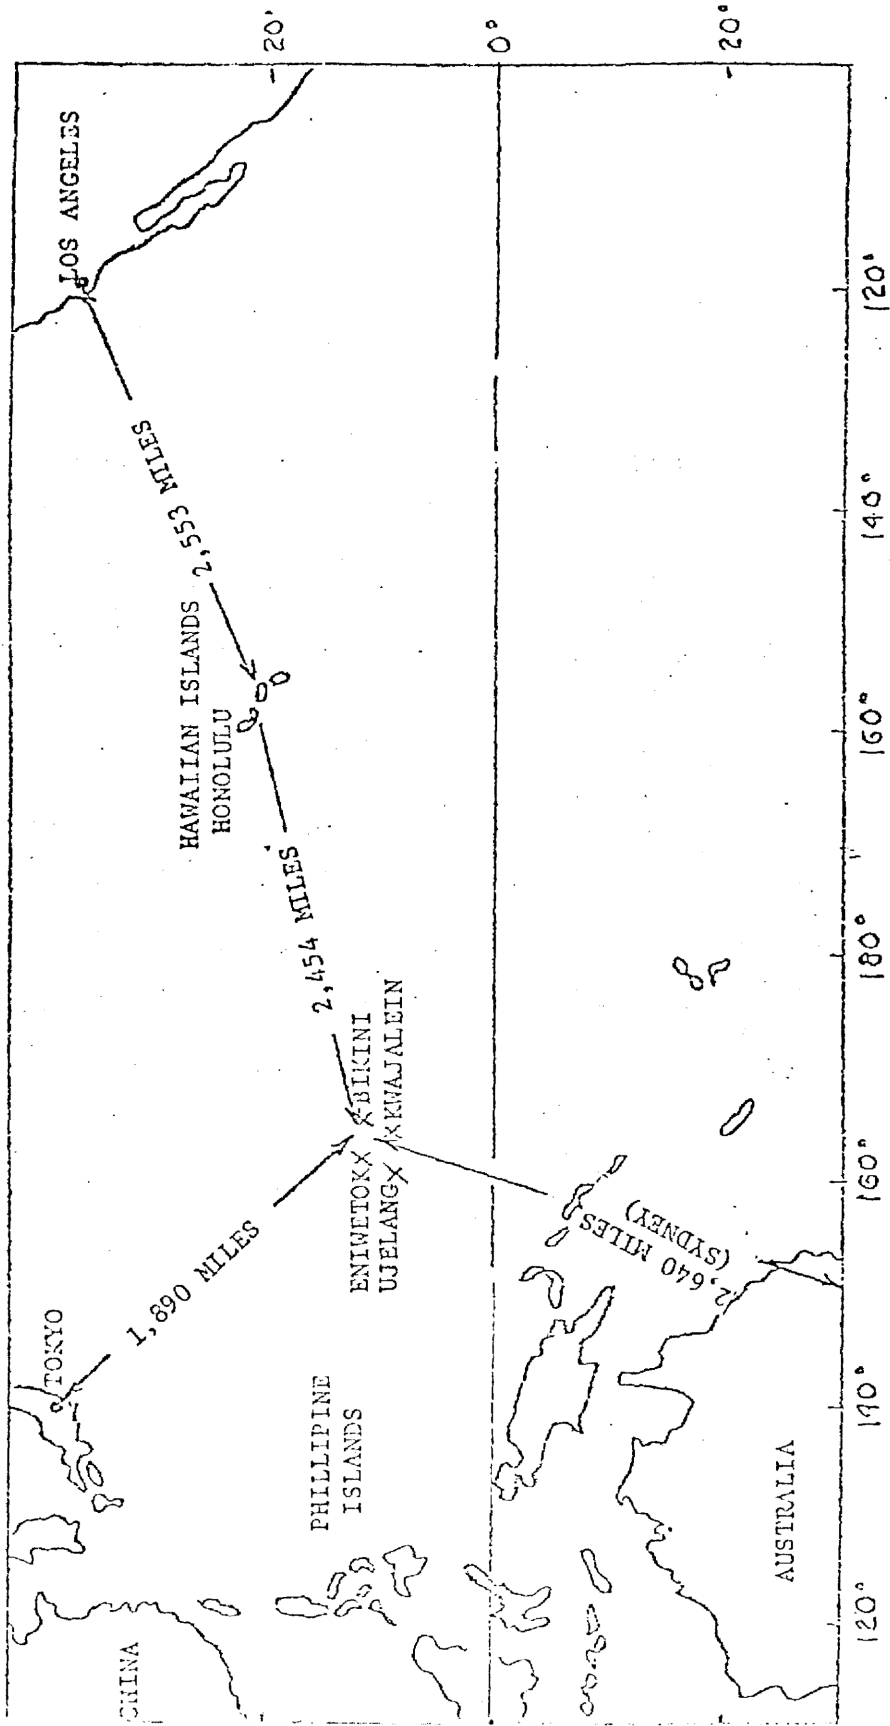 CHINA
TOKYO
1,890 MILES
PHILLIPINE
ISLANDS
ENIWETOK
UJELANG
BIKINI
KWAJALEIN
2,454 MILES
HAWAIIAN ISLANDS
HONOLULU
2,553 MILES
LOS ANGELES
2,640 MILES
(SYDNEY)
AUSTRALIA
20'
0°
20°
120°
140°
160°
180°
160°
140°
120°